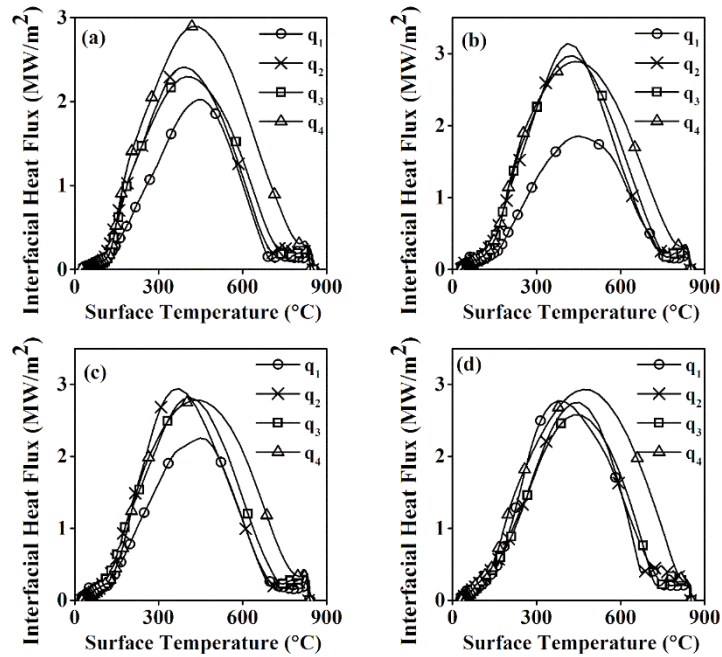 (a)
q₁
q₂
q₃
q₄
Interfacial Heat Flux (MW/m²)
3
2
1
0
0 300 600 900
Surface Temperature (°C)
(b)
q₁
q₂
q₃
q₄
Interfacial Heat Flux (MW/m²)
3
2
1
0
0 300 600 900
Surface Temperature (°C)
(c)
q₁
q₂
q₃
q₄
Interfacial Heat Flux (MW/m²)
3
2
1
0
0 300 600 900
Surface Temperature (°C)
(d)
q₁
q₂
q₃
q₄
Interfacial Heat Flux (MW/m²)
3
2
1
0
0 300 600 900
Surface Temperature (°C)